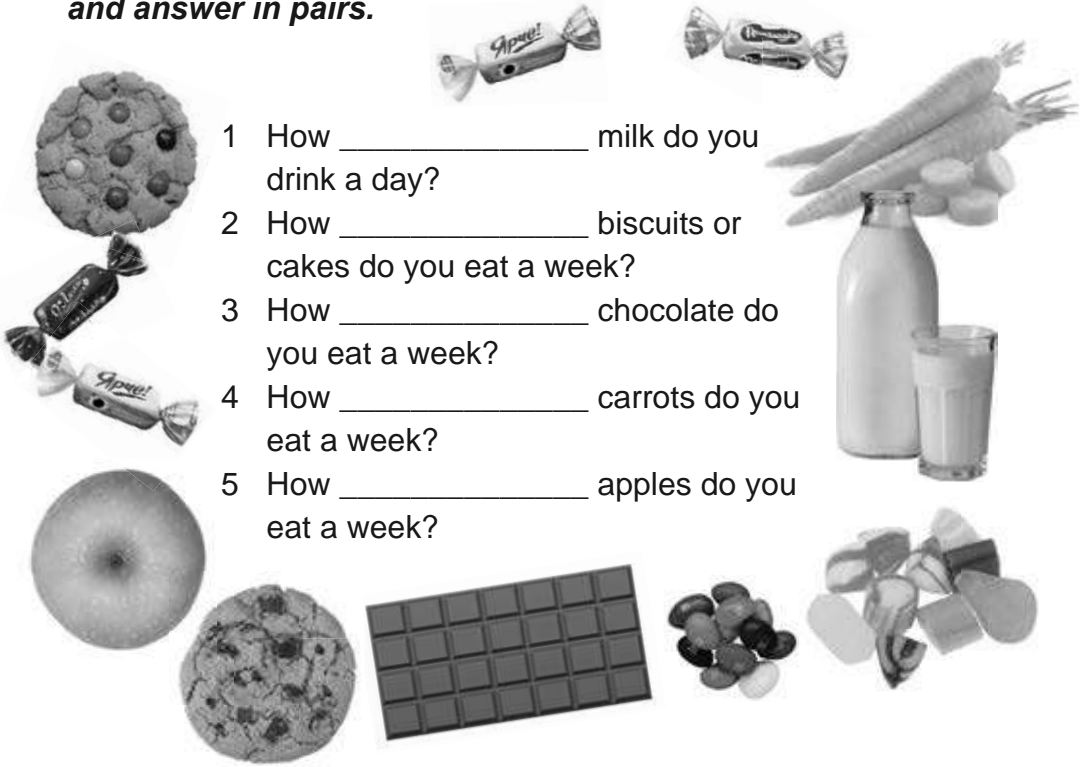 and answer in pairs.
Ярче!
1 How ______________ milk do you
drink a day?
2 How ______________ biscuits or
cakes do you eat a week?
3 How ______________ chocolate do
you eat a week?
4 How ______________ carrots do you
eat a week?
Ярче!
5 How ______________ apples do you
eat a week?